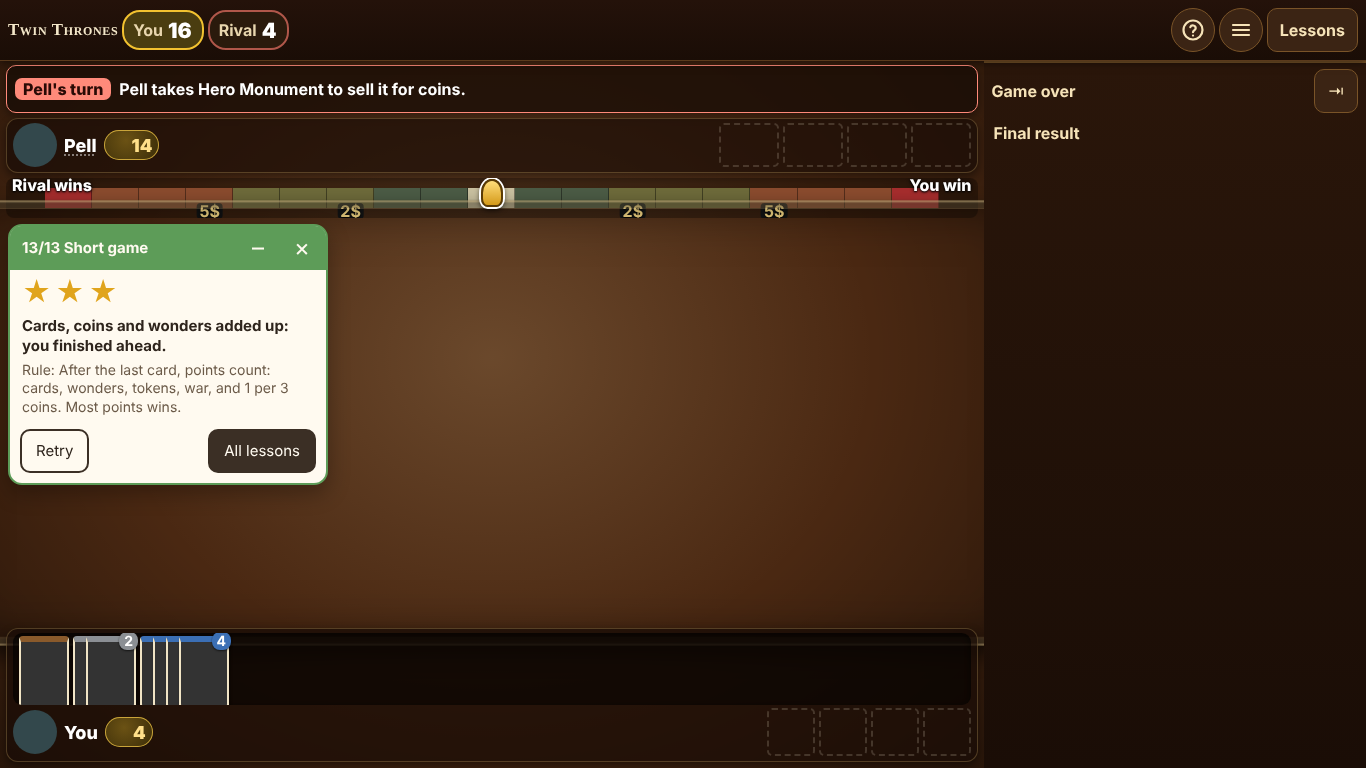 Twin Thrones
You 16
Rival 4
Lessons
Pell's turn
Pell takes Hero Monument to sell it for coins.
Game over
Final result
Pell
14
Rival wins
You win
5$
2$
2$
5$
13/13 Short game
Cards, coins and wonders added up:
you finished ahead.
Rule: After the last card, points count:
cards, wonders, tokens, war, and 1 per 3
coins. Most points wins.
Retry
All lessons
2
4
You
4